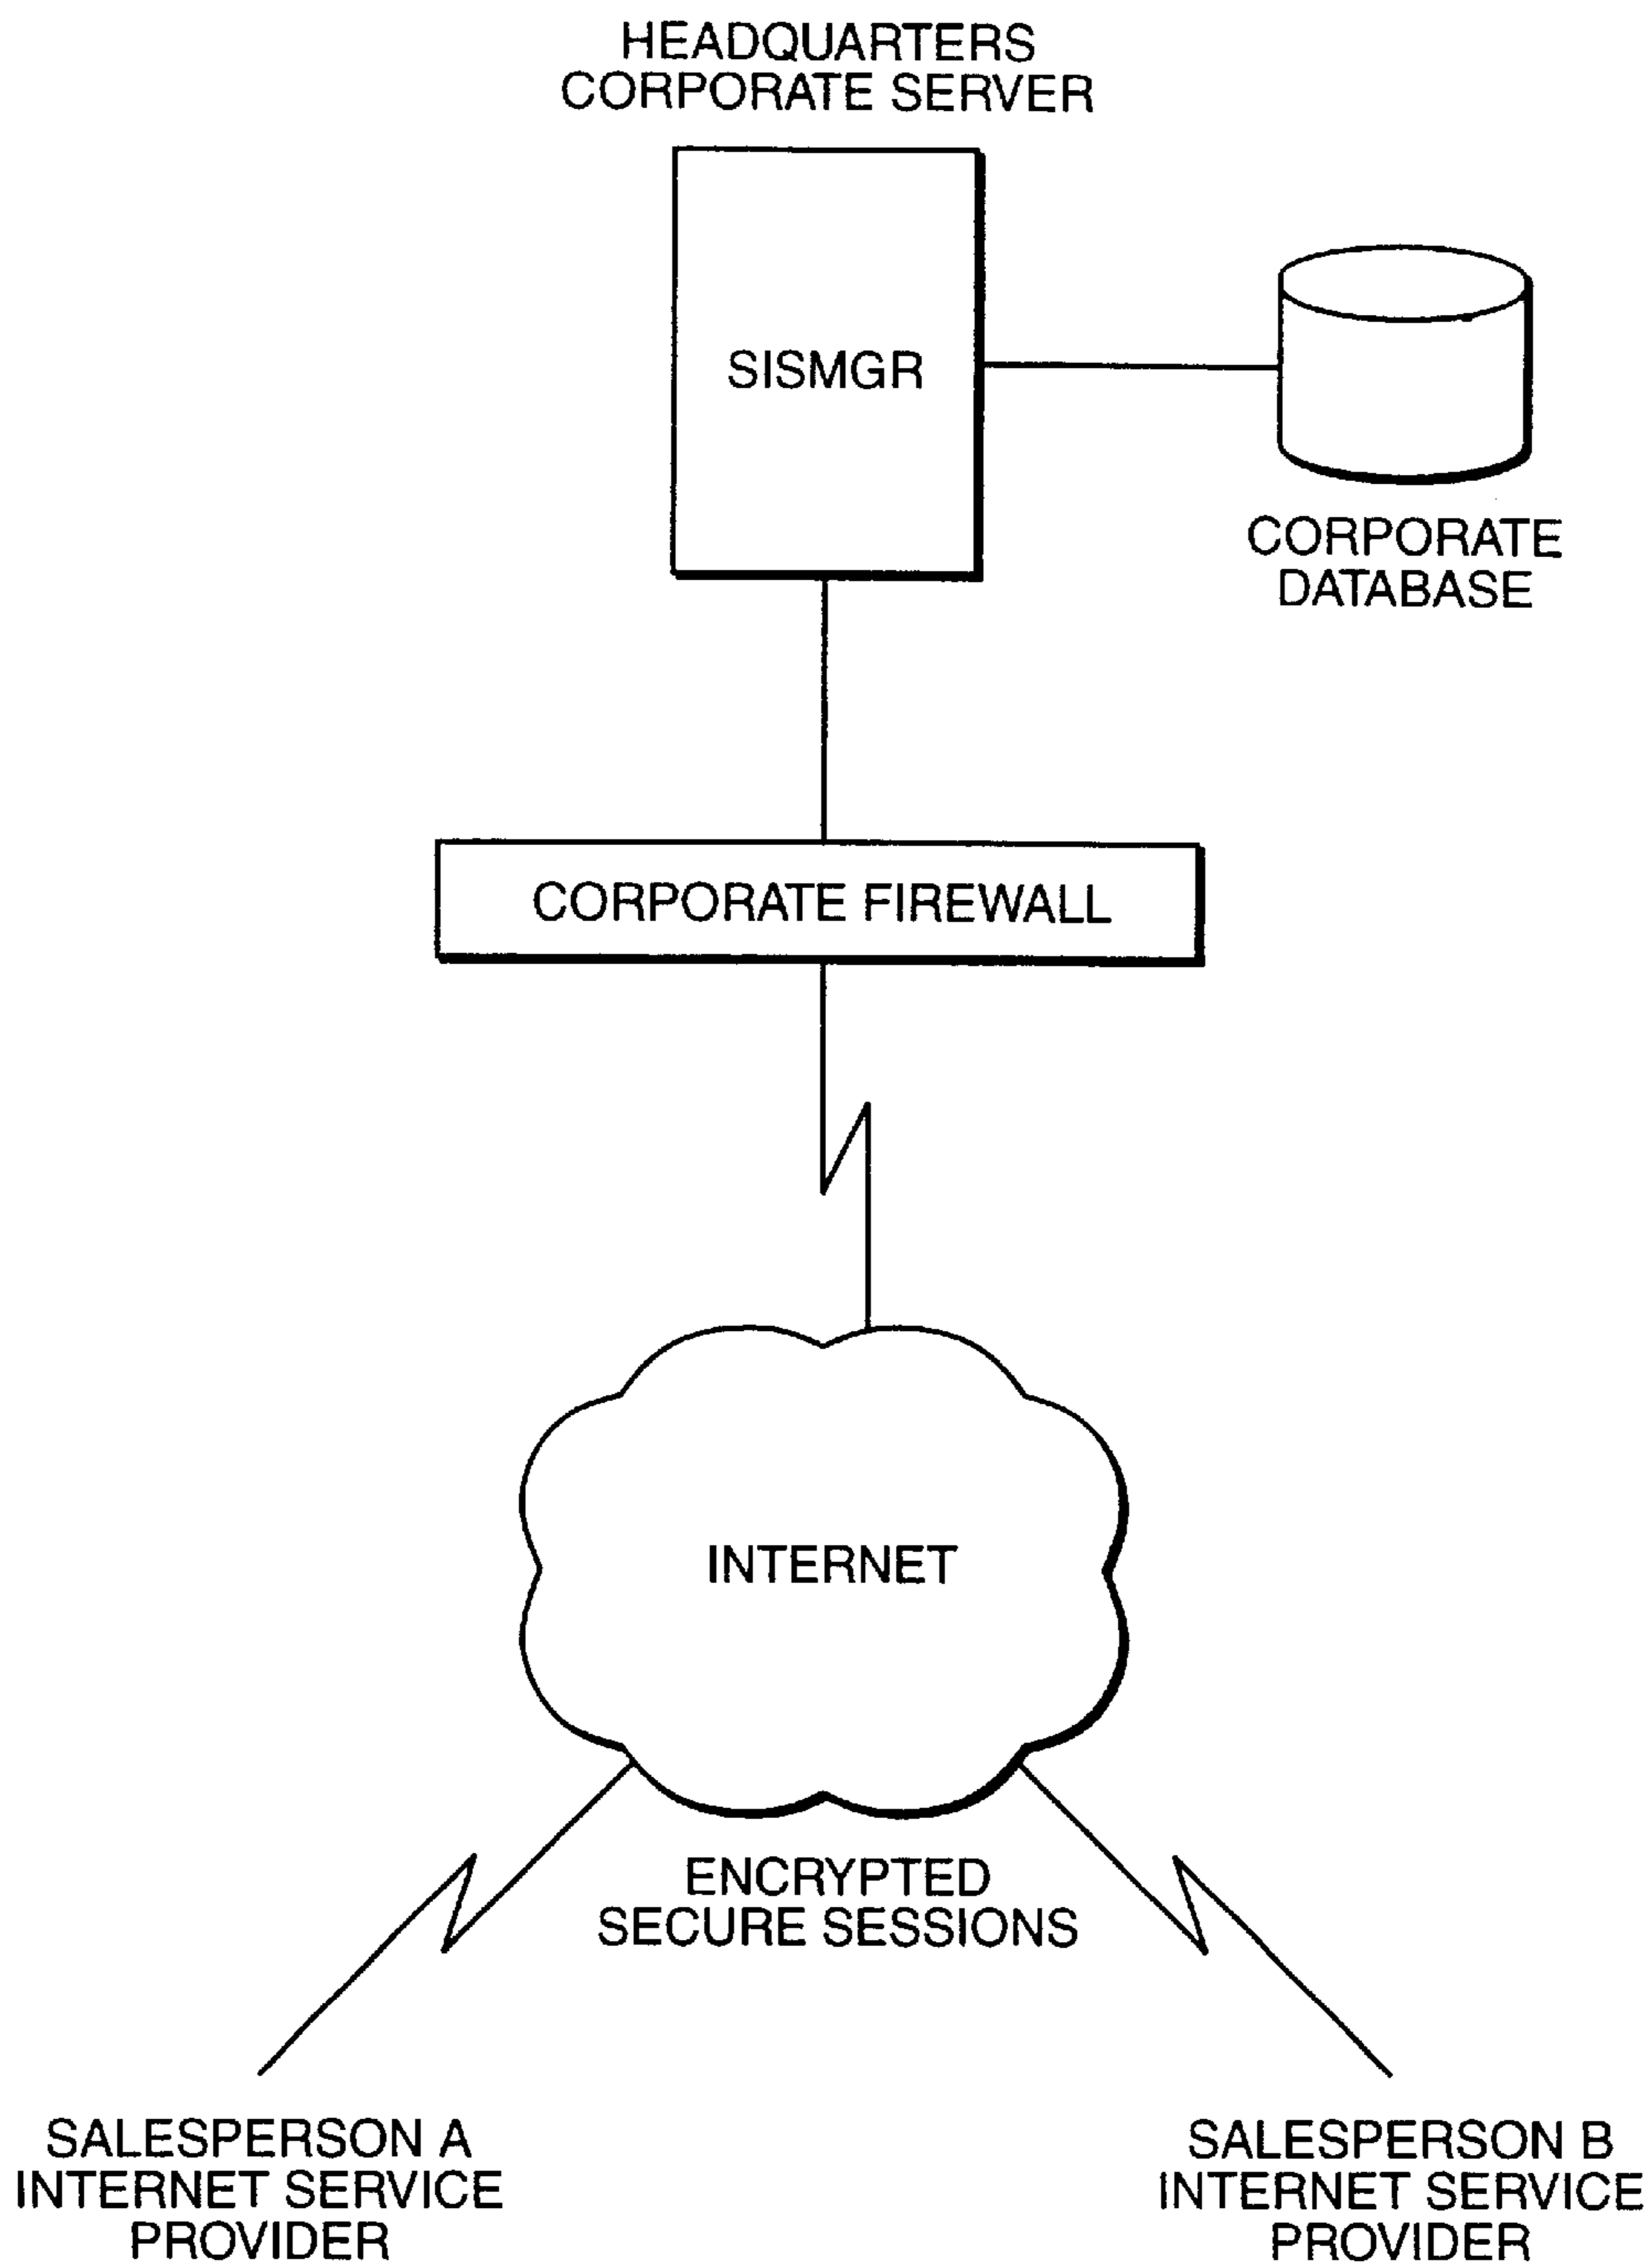 HEADQUARTERS
CORPORATE SERVER
SISMGR
CORPORATE
DATABASE
CORPORATE FIREWALL
INTERNET
ENCRYPTED
SECURE SESSIONS
SALESPERSON A
INTERNET SERVICE
PROVIDER
SALESPERSON B
INTERNET SERVICE
PROVIDER